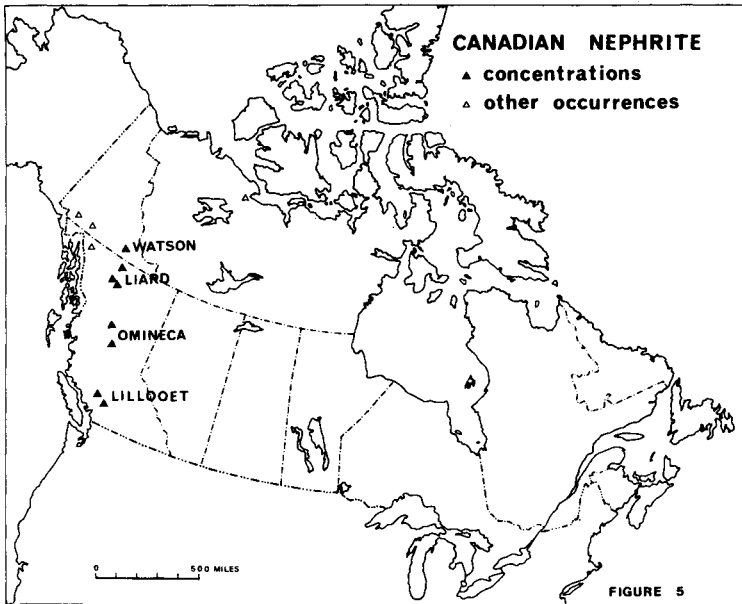 CANADIAN NEPHRITE
▲ concentrations
△ other occurrences
WATSON
LIARD
OMINECA
LILLOOET
0 500 MILES
FIGURE 5